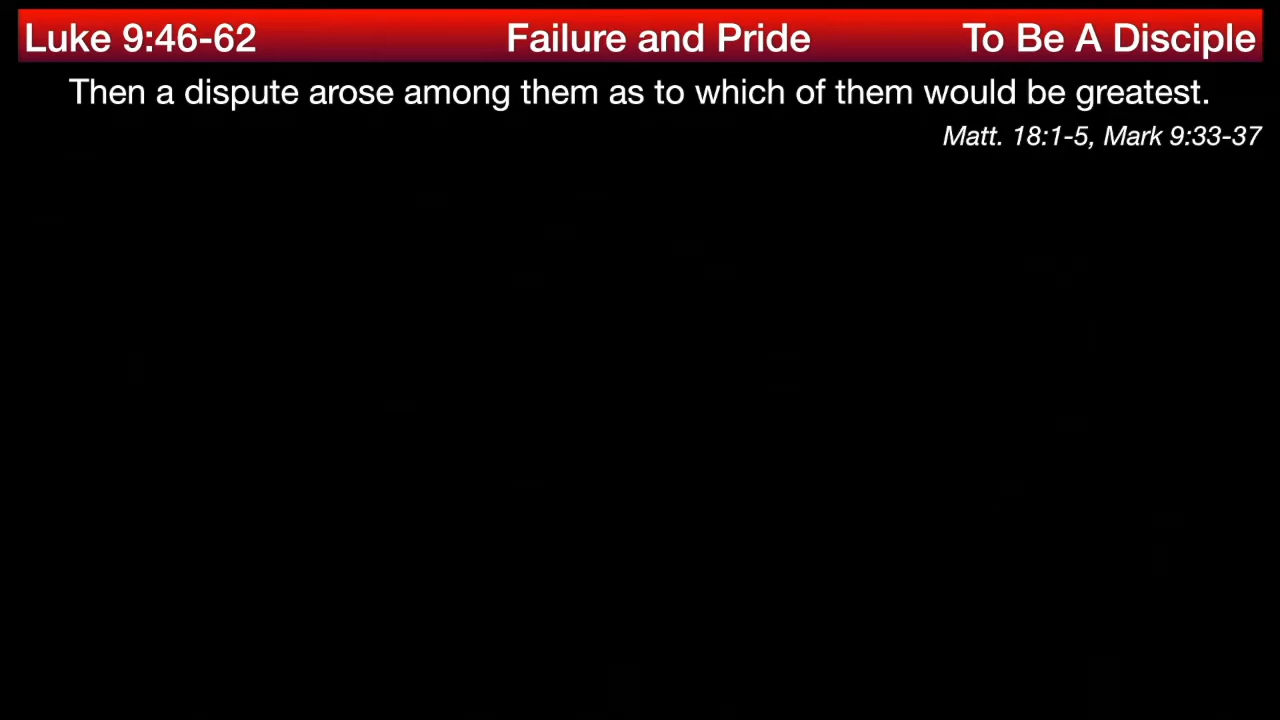 Luke 9:46-62 Failure and Pride To Be A Disciple
Then a dispute arose among them as to which of them would be greatest.
Matt. 18:1-5, Mark 9:33-37